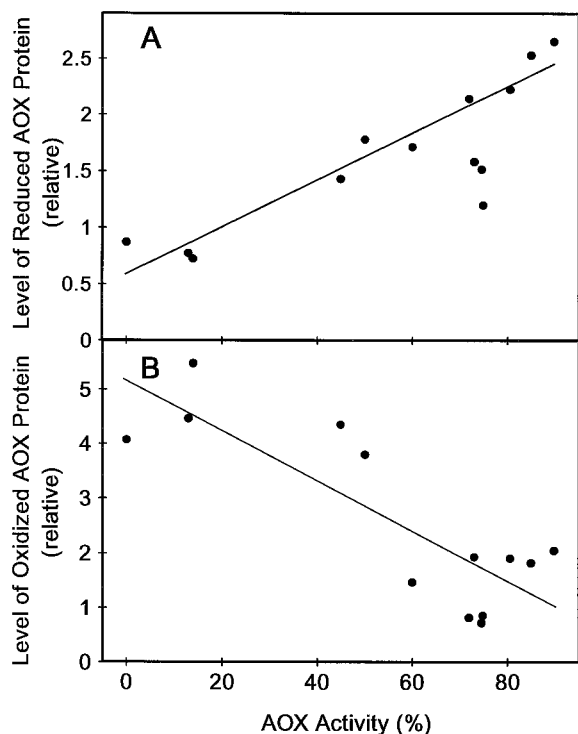 A
Level of Reduced AOX Protein
(relative)
2.5
2
1.5
1
0.5
0
B
Level of Oxidized AOX Protein
(relative)
5
4
3
2
1
0
0 20 40 60 80
AOX Activity (%)